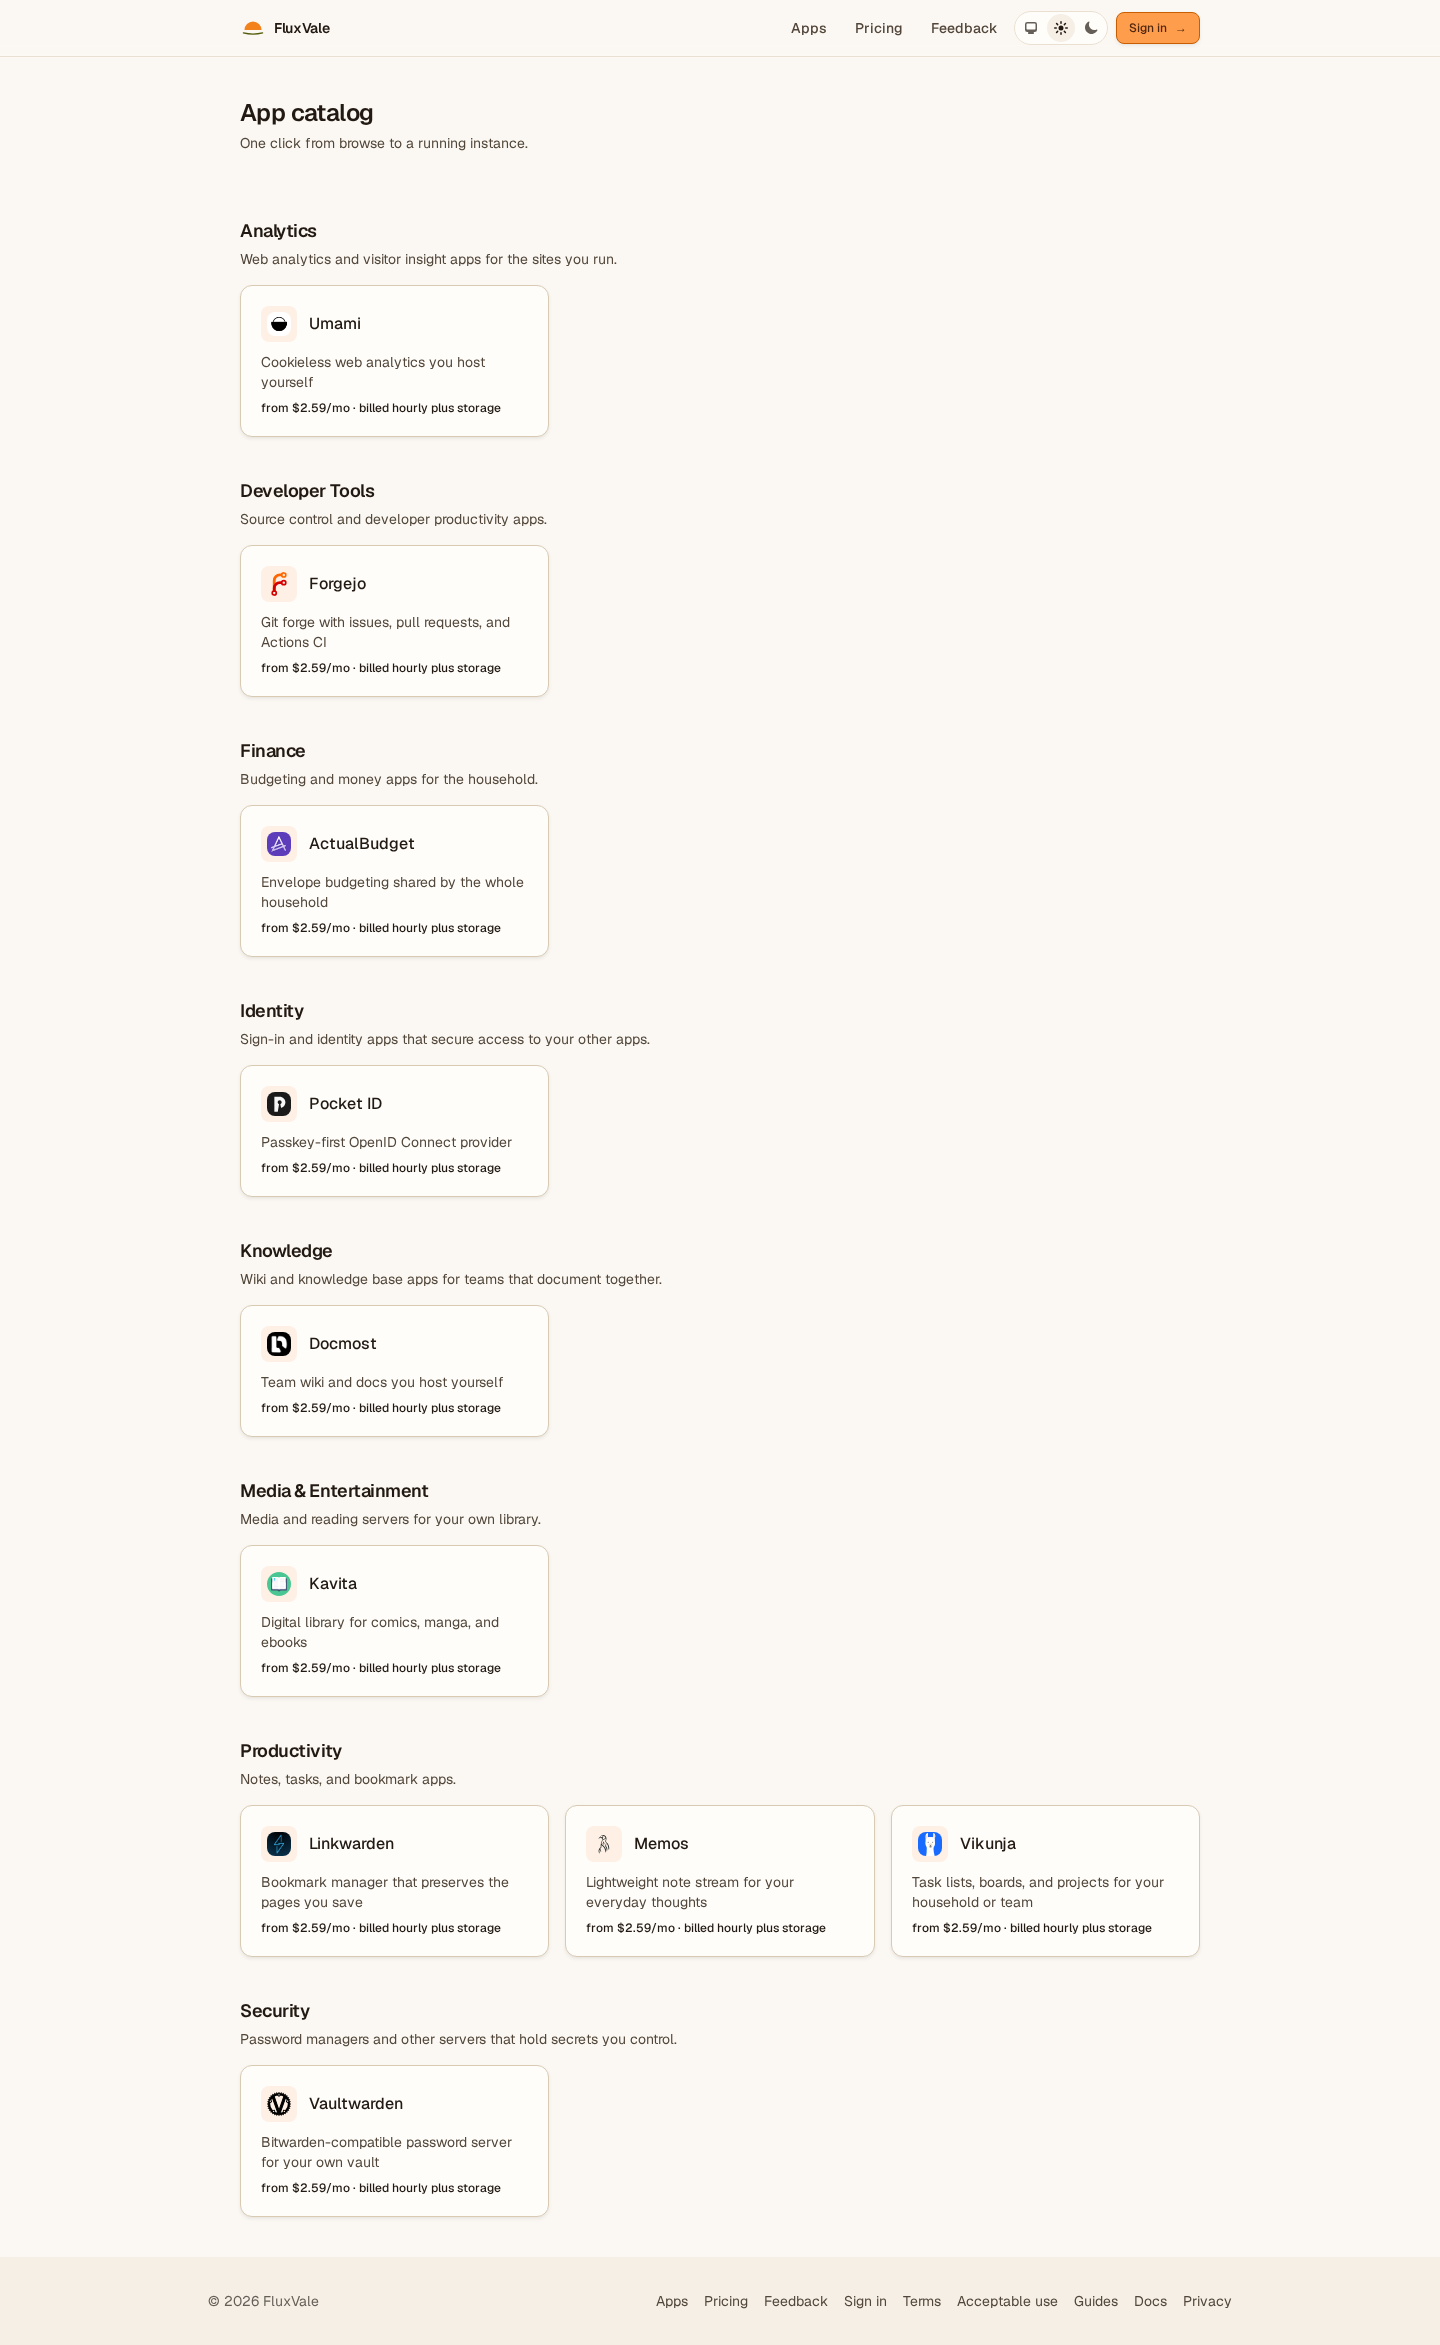 FluxVale
Apps Pricing Feedback Sign in →
App catalog
One click from browse to a running instance.
Analytics
Web analytics and visitor insight apps for the sites you run.
Umami
Cookieless web analytics you host
yourself
from $2.59/mo · billed hourly plus storage
Developer Tools
Source control and developer productivity apps.
Forgejo
Git forge with issues, pull requests, and
Actions CI
from $2.59/mo · billed hourly plus storage
Finance
Budgeting and money apps for the household.
ActualBudget
Envelope budgeting shared by the whole
household
from $2.59/mo · billed hourly plus storage
Identity
Sign-in and identity apps that secure access to your other apps.
Pocket ID
Passkey-first OpenID Connect provider
from $2.59/mo · billed hourly plus storage
Knowledge
Wiki and knowledge base apps for teams that document together.
Docmost
Team wiki and docs you host yourself
from $2.59/mo · billed hourly plus storage
Media & Entertainment
Media and reading servers for your own library.
Kavita
Digital library for comics, manga, and
ebooks
from $2.59/mo · billed hourly plus storage
Productivity
Notes, tasks, and bookmark apps.
Linkwarden
Bookmark manager that preserves the
pages you save
from $2.59/mo · billed hourly plus storage
Memos
Lightweight note stream for your
everyday thoughts
from $2.59/mo · billed hourly plus storage
Vikunja
Task lists, boards, and projects for your
household or team
from $2.59/mo · billed hourly plus storage
Security
Password managers and other servers that hold secrets you control.
Vaultwarden
Bitwarden-compatible password server
for your own vault
from $2.59/mo · billed hourly plus storage
© 2026 FluxVale
Apps Pricing Feedback Sign in Terms Acceptable use Guides Docs Privacy